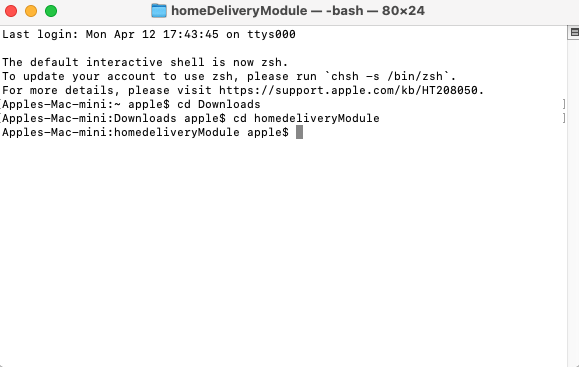 homeDeliveryModule — -bash — 80×24
Last login: Mon Apr 12 17:43:45 on ttys000
The default interactive shell is now zsh.
To update your account to use zsh, please run `chsh -s /bin/zsh`.
For more details, please visit https://support.apple.com/kb/HT208050.
[Apples-Mac-mini:~ apple$ cd Downloads ]
[Apples-Mac-mini:Downloads apple$ cd homedeliveryModule ]
Apples-Mac-mini:homedeliveryModule apple$